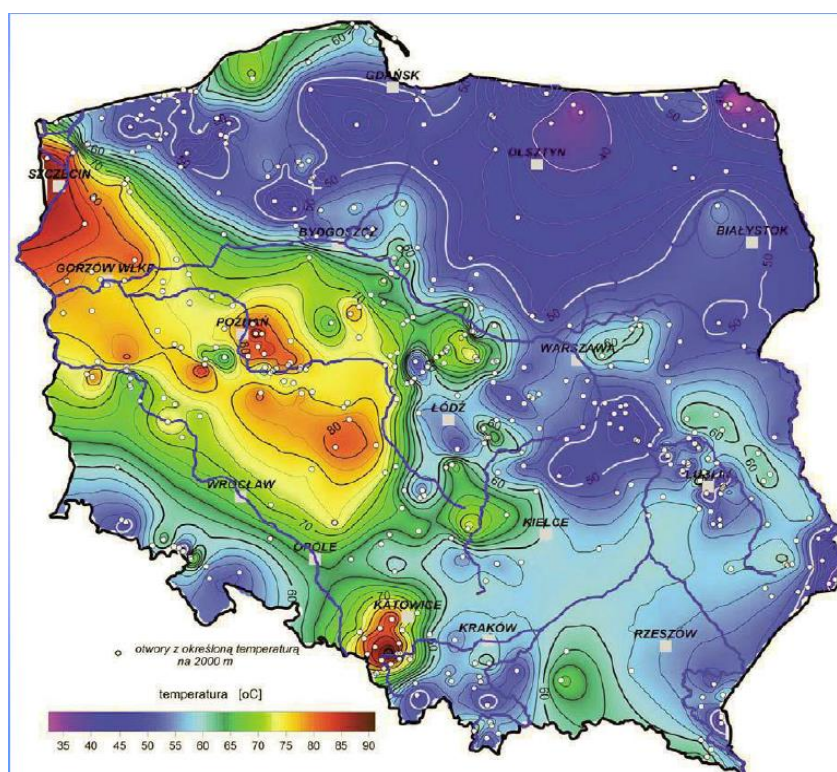 GDAŃSK
OLSZTYN
SZCZECIN
BYDGOSZCZ
BIAŁYSTOK
GORZÓW WLKP
POZNAŃ
WARSZAWA
ŁÓDŹ
WROCŁAW
LUBLIN
KIELCE
OPOLE
KATOWICE
KRAKÓW
RZESZÓW
otwory z określoną temperaturą
na 2000 m
temperatura [oC]
35 40 45 50 55 60 65 70 75 80 85 90